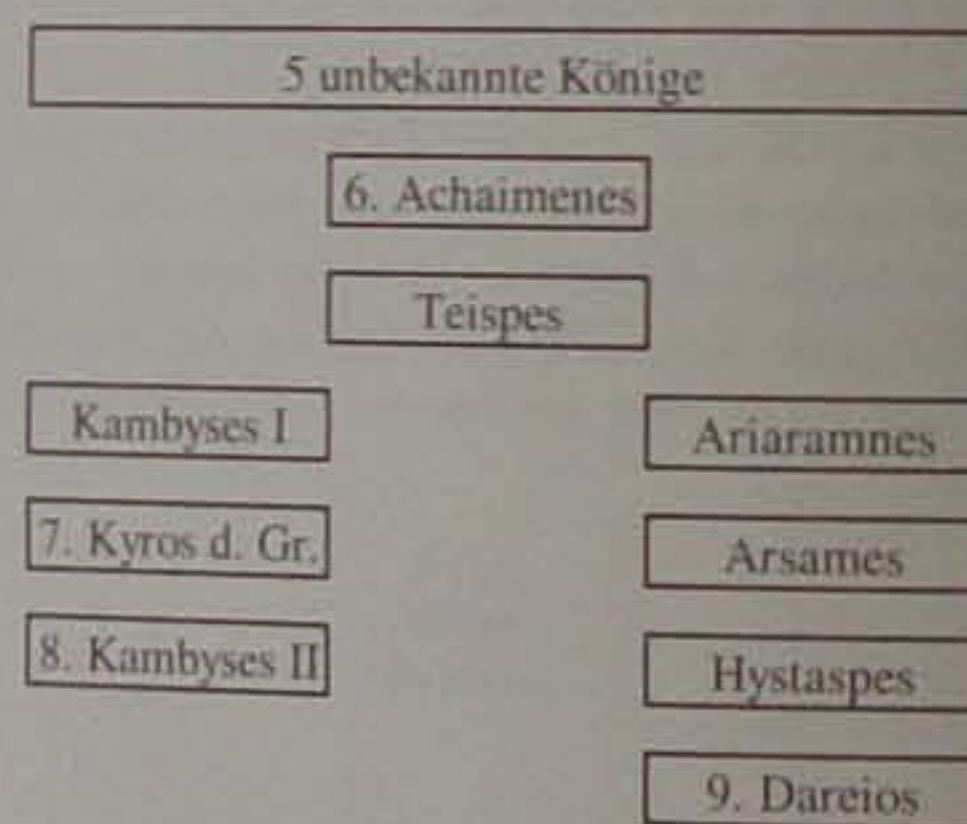 5 unbekannte Könige
6. Achaimenes
Teispes
Kambyses I
Ariaramnes
7. Kyros d. Gr.
Arsames
8. Kambyses II
Hystaspes
9. Dareios